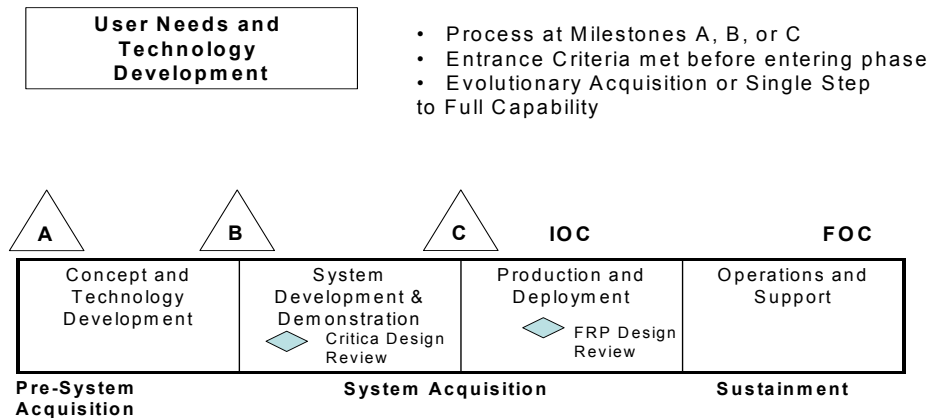 User Needs and
Technology
Development
• Process at Milestones A, B, or C
• Entrance Criteria met before entering phase
• Evolutionary Acquisition or Single Step
to Full Capability
A
B
C
IOC
FOC
Concept and
Technology
Development
System
Development &
Demonstration
Critica Design
Review
Production and
Deployment
FRP Design
Review
Operations and
Support
Pre-System
Acquisition
System Acquisition
Sustainment